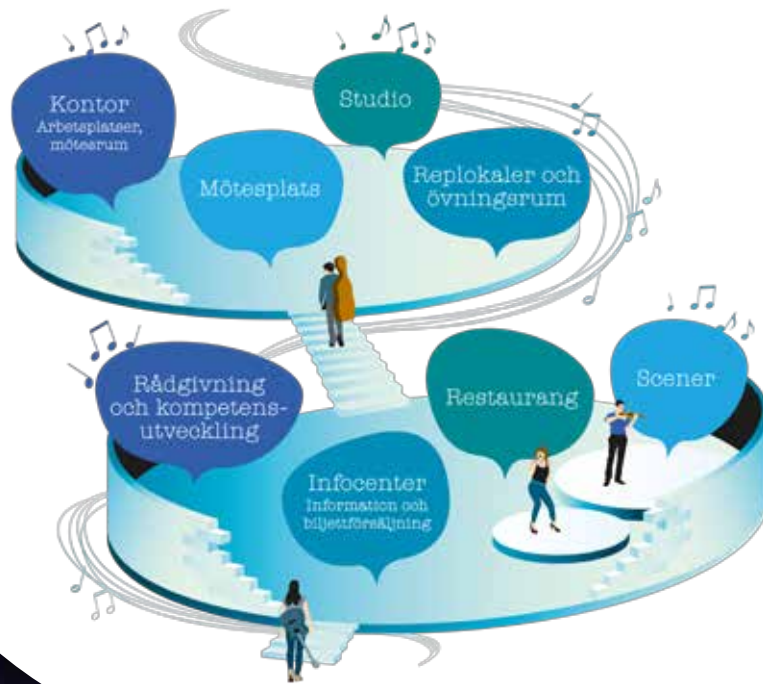 Kontor
Arbetsplatser,
mötesrum
Studio
Mötesplats
Replokaler och
övningsrum
Rådgivning
och kompetens-
utveckling
Restaurang
Scener
Infocenter
Information och
biljettförsäljning